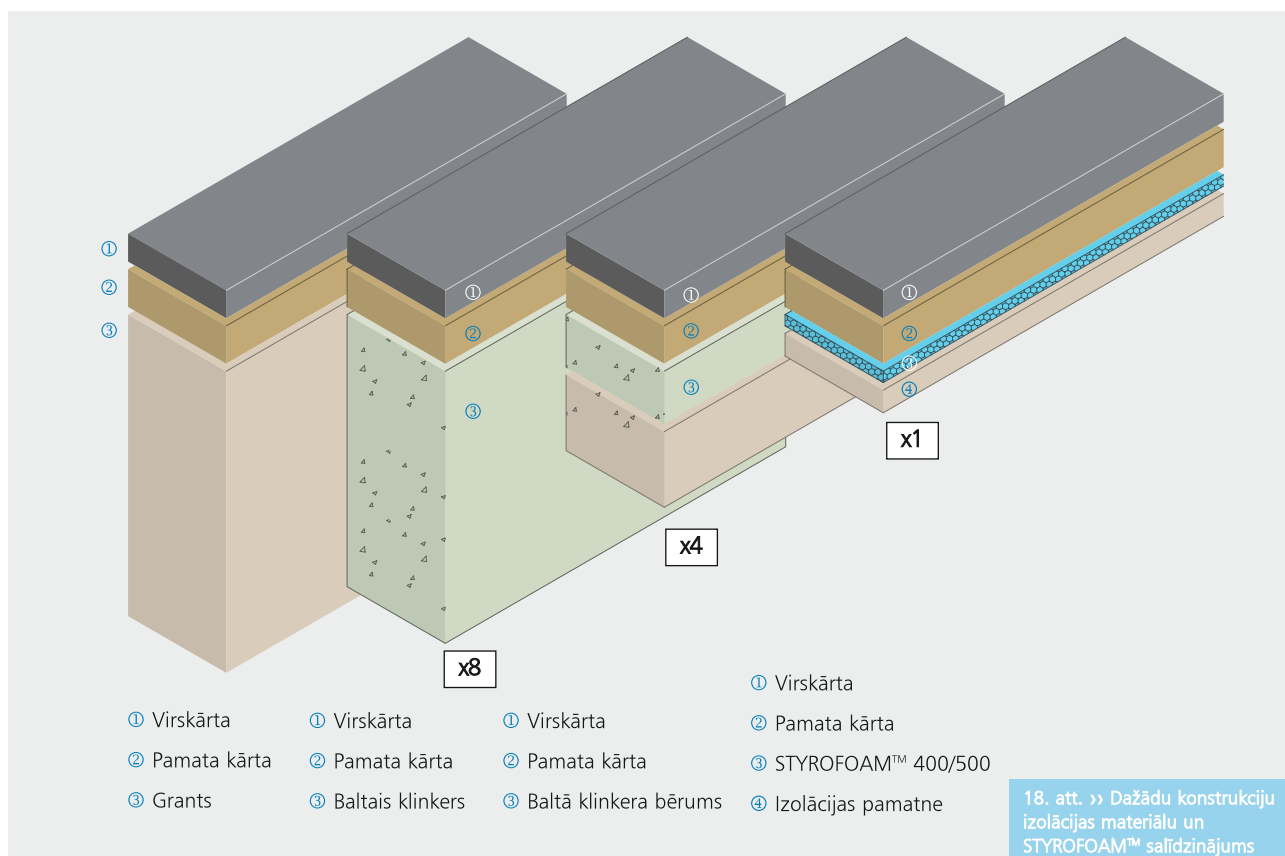 ①
②
③
①
②
③
①
②
③
①
②
③
④
x1
x4
x8
① Virskārta
② Pamata kārta
③ Grants
① Virskārta
② Pamata kārta
③ Baltais klinkers
① Virskārta
② Pamata kārta
③ Baltā klinkera bērums
① Virskārta
② Pamata kārta
③ STYROFOAM™ 400/500
④ Izolācijas pamatne
18. att. ›› Dažādu konstrukciju
izolācijas materiālu un
STYROFOAM™ salīdzinājums